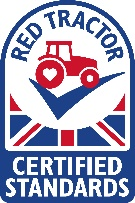 RED TRACTOR
CERTIFIED
STANDARDS